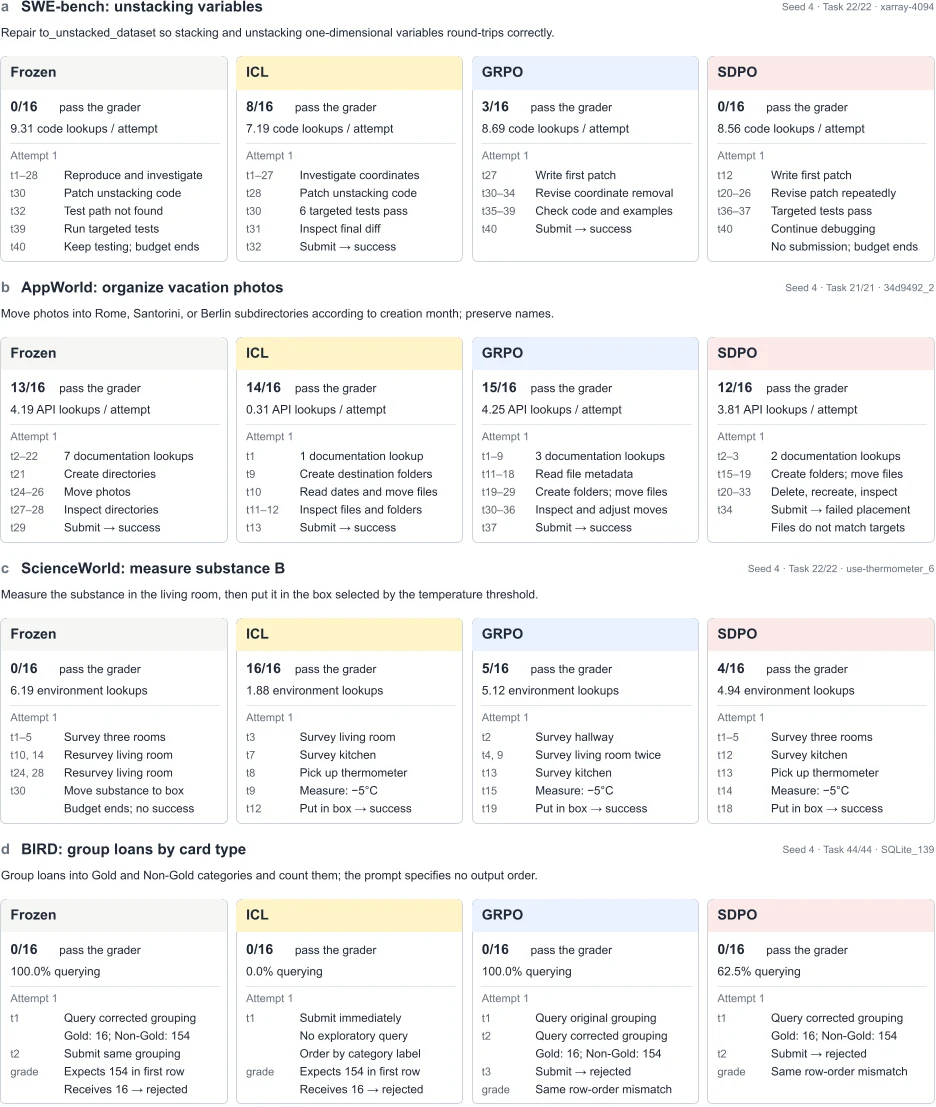 a SWE-bench: unstacking variables
Seed 4 · Task 22/22 · xarray-4094
Repair to_unstacked_dataset so stacking and unstacking one-dimensional variables round-trips correctly.
Frozen
0/16 pass the grader
9.31 code lookups / attempt
Attempt 1
t1–28 Reproduce and investigate
t30 Patch unstacking code
t32 Test path not found
t39 Run targeted tests
t40 Keep testing; budget ends
ICL
8/16 pass the grader
7.19 code lookups / attempt
Attempt 1
t1–27 Investigate coordinates
t28 Patch unstacking code
t30 6 targeted tests pass
t31 Inspect final diff
t32 Submit → success
GRPO
3/16 pass the grader
8.69 code lookups / attempt
Attempt 1
t27 Write first patch
t30–34 Revise coordinate removal
t35–39 Check code and examples
t40 Submit → success
SDPO
0/16 pass the grader
8.56 code lookups / attempt
Attempt 1
t12 Write first patch
t20–26 Revise patch repeatedly
t36–37 Targeted tests pass
t40 Continue debugging
No submission; budget ends
b AppWorld: organize vacation photos
Seed 4 · Task 21/21 · 34d9492_2
Move photos into Rome, Santorini, or Berlin subdirectories according to creation month; preserve names.
Frozen
13/16 pass the grader
4.19 API lookups / attempt
Attempt 1
t2–22 7 documentation lookups
t21 Create directories
t24–26 Move photos
t27–28 Inspect directories
t29 Submit → success
ICL
14/16 pass the grader
0.31 API lookups / attempt
Attempt 1
t1 1 documentation lookup
t9 Create destination folders
t10 Read dates and move files
t11–12 Inspect files and folders
t13 Submit → success
GRPO
15/16 pass the grader
4.25 API lookups / attempt
Attempt 1
t1–9 3 documentation lookups
t11–18 Read file metadata
t19–29 Create folders; move files
t30–36 Inspect and adjust moves
t37 Submit → success
SDPO
12/16 pass the grader
3.81 API lookups / attempt
Attempt 1
t2–3 2 documentation lookups
t15–19 Create folders; move files
t20–33 Delete, recreate, inspect
t34 Submit → failed placement
Files do not match targets
c ScienceWorld: measure substance B
Seed 4 · Task 22/22 · use-thermometer_6
Measure the substance in the living room, then put it in the box selected by the temperature threshold.
Frozen
0/16 pass the grader
6.19 environment lookups
Attempt 1
t1–5 Survey three rooms
t10, 14 Resurvey living room
t24, 28 Resurvey living room
t30 Move substance to box
Budget ends; no success
ICL
16/16 pass the grader
1.88 environment lookups
Attempt 1
t3 Survey living room
t7 Survey kitchen
t8 Pick up thermometer
t9 Measure: −5°C
t12 Put in box → success
GRPO
5/16 pass the grader
5.12 environment lookups
Attempt 1
t2 Survey hallway
t4, 9 Survey living room twice
t13 Survey kitchen
t15 Measure: −5°C
t19 Put in box → success
SDPO
4/16 pass the grader
4.94 environment lookups
Attempt 1
t1–5 Survey three rooms
t12 Survey kitchen
t13 Pick up thermometer
t14 Measure: −5°C
t18 Put in box → success
d BIRD: group loans by card type
Seed 4 · Task 44/44 · SQLite_139
Group loans into Gold and Non-Gold categories and count them; the prompt specifies no output order.
Frozen
0/16 pass the grader
100.0% querying
Attempt 1
t1 Query corrected grouping
Gold: 16; Non-Gold: 154
t2 Submit same grouping
grade Expects 154 in first row
Receives 16 → rejected
ICL
0/16 pass the grader
0.0% querying
Attempt 1
t1 Submit immediately
No exploratory query
Order by category label
grade Expects 154 in first row
Receives 16 → rejected
GRPO
0/16 pass the grader
100.0% querying
Attempt 1
t1 Query original grouping
t2 Query corrected grouping
Gold: 16; Non-Gold: 154
t3 Submit → rejected
grade Same row-order mismatch
SDPO
0/16 pass the grader
62.5% querying
Attempt 1
t1 Query corrected grouping
Gold: 16; Non-Gold: 154
t2 Submit → rejected
grade Same row-order mismatch